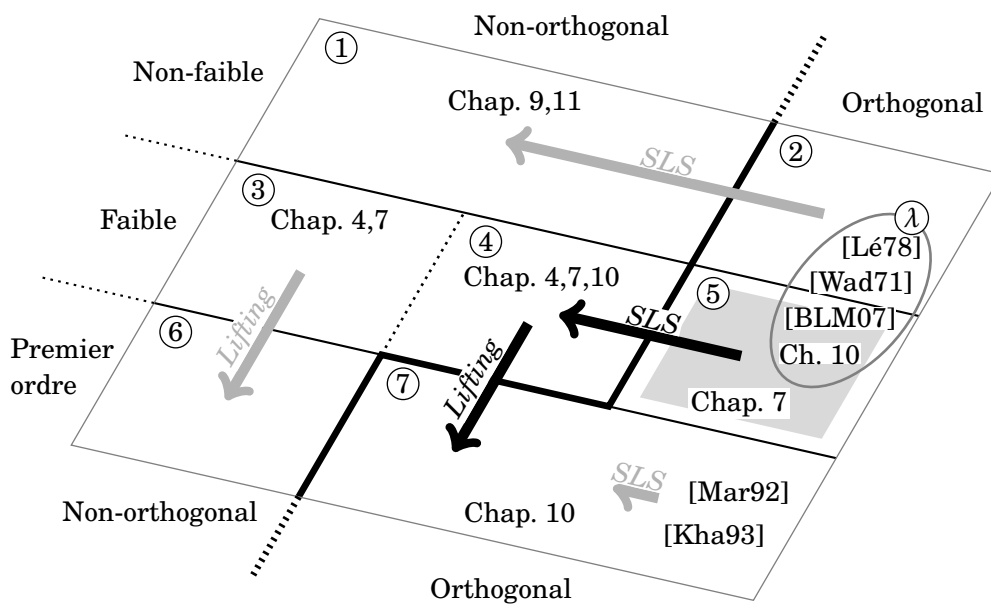 Non-orthogonal
①
Non-faible
Chap. 9,11
Orthogonal
SLS
②
③
Faible
Chap. 4,7
④
λ
[Lé78]
Chap. 4,7,10
⑤
[Wad71]
SLS
[BLM07]
⑥
Lifting
Ch. 10
Premier
ordre
⑦
Lifting
Chap. 7
SLS
[Mar92]
Non-orthogonal
Chap. 10
[Kha93]
Orthogonal